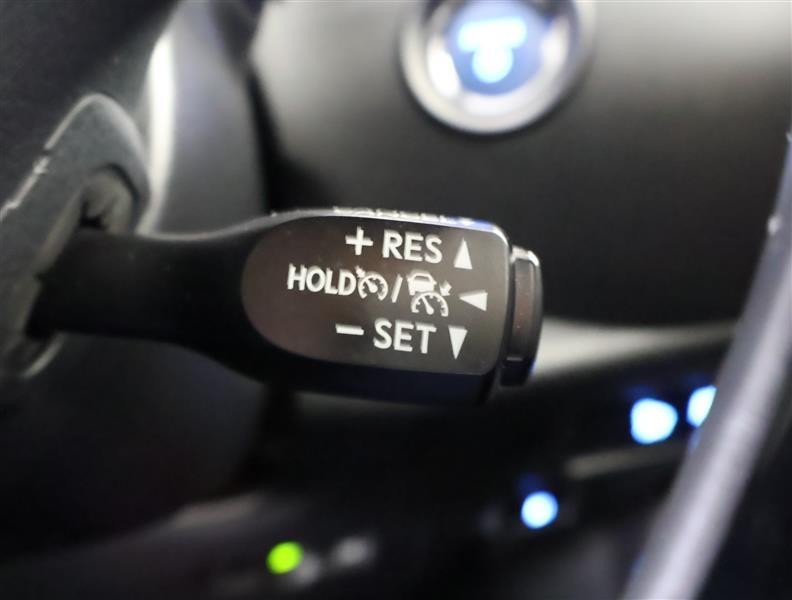 + RES ▲
HOLD / ◀
− SET ▼